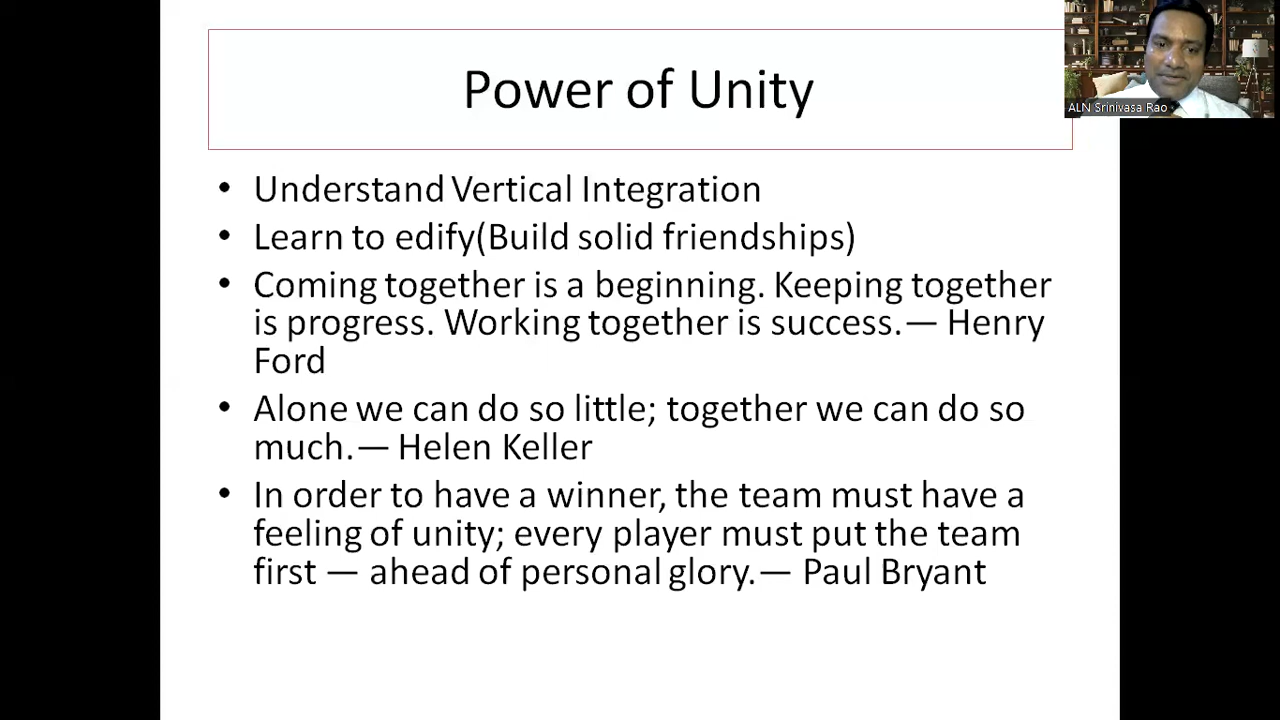 Power of Unity
ALN Srinivasa Rao
• Understand Vertical Integration
• Learn to edify(Build solid friendships)
• Coming together is a beginning. Keeping together
is progress. Working together is success.— Henry
Ford
• Alone we can do so little; together we can do so
much.— Helen Keller
• In order to have a winner, the team must have a
feeling of unity; every player must put the team
first — ahead of personal glory.— Paul Bryant